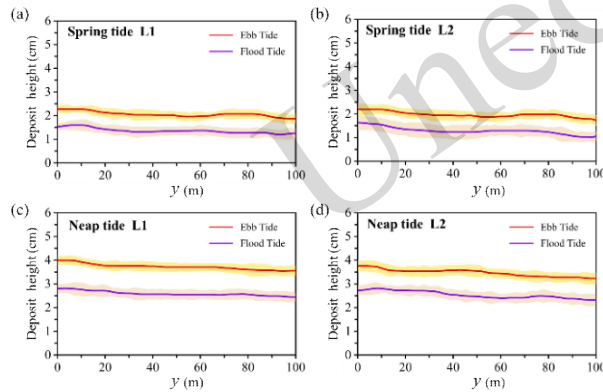 (a)
Spring tide L1
Ebb Tide
Flood Tide
Deposit height (cm)
6
5
4
3
2
1
0
0 20 40 60 80 100
y (m)
(b)
Spring tide L2
Ebb Tide
Flood Tide
Deposit height (cm)
6
5
4
3
2
1
0
0 20 40 60 80 100
y (m)
(c)
Neap tide L1
Ebb Tide
Flood Tide
Deposit height (cm)
6
5
4
3
2
1
0
0 20 40 60 80 100
y (m)
(d)
Neap tide L2
Ebb Tide
Flood Tide
Deposit height (cm)
6
5
4
3
2
1
0
0 20 40 60 80 100
y (m)